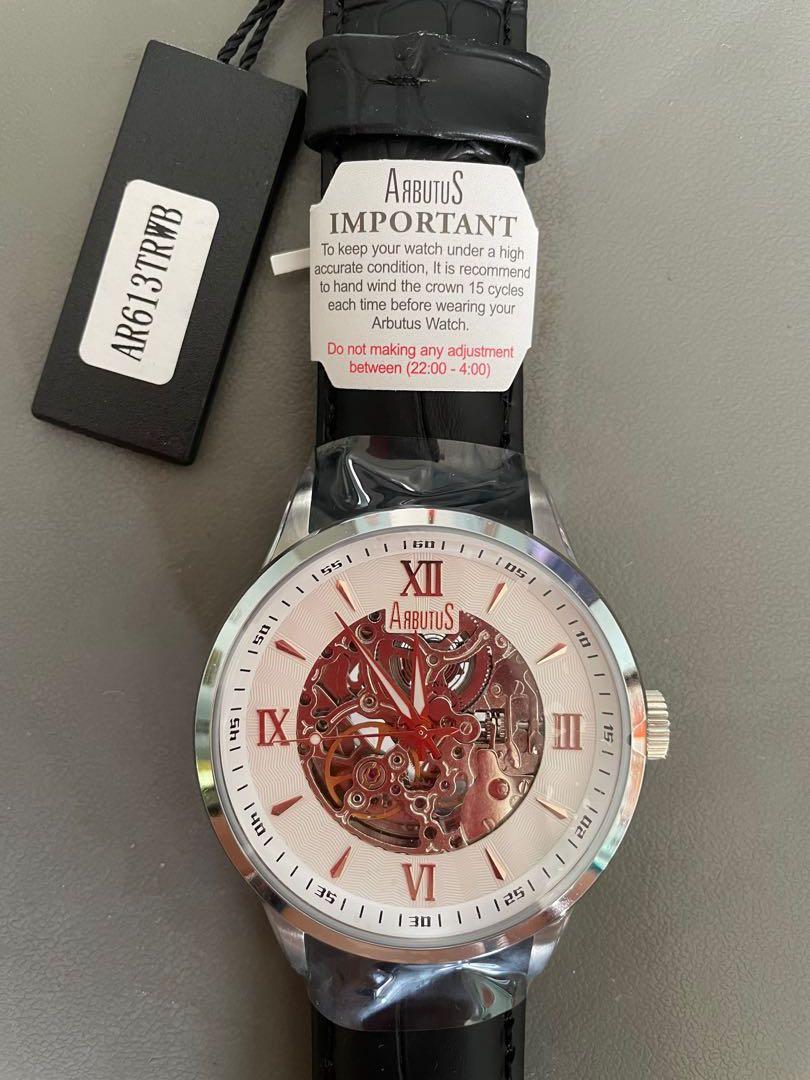 AR613TRWB
ARBUTUS
IMPORTANT
To keep your watch under a high
accurate condition, It is recommend
to hand wind the crown 15 cycles
each time before wearing your
Arbutus Watch.
Do not making any adjustment
between (22:00 - 4:00)
60
05
10
15
20
25
30
35
40
45
50
55
XII
ARBUTUS
III
VI
IX